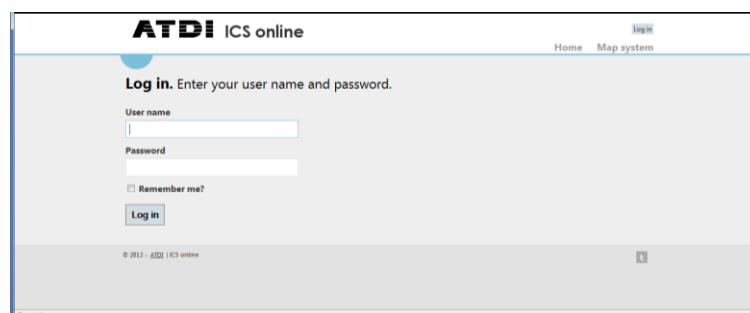 ATDI ICS online
Log in
Home Map system
Log in. Enter your user name and password.
User name
Password
Remember me?
Log in
© 2012 - ATDI | ICS online
t